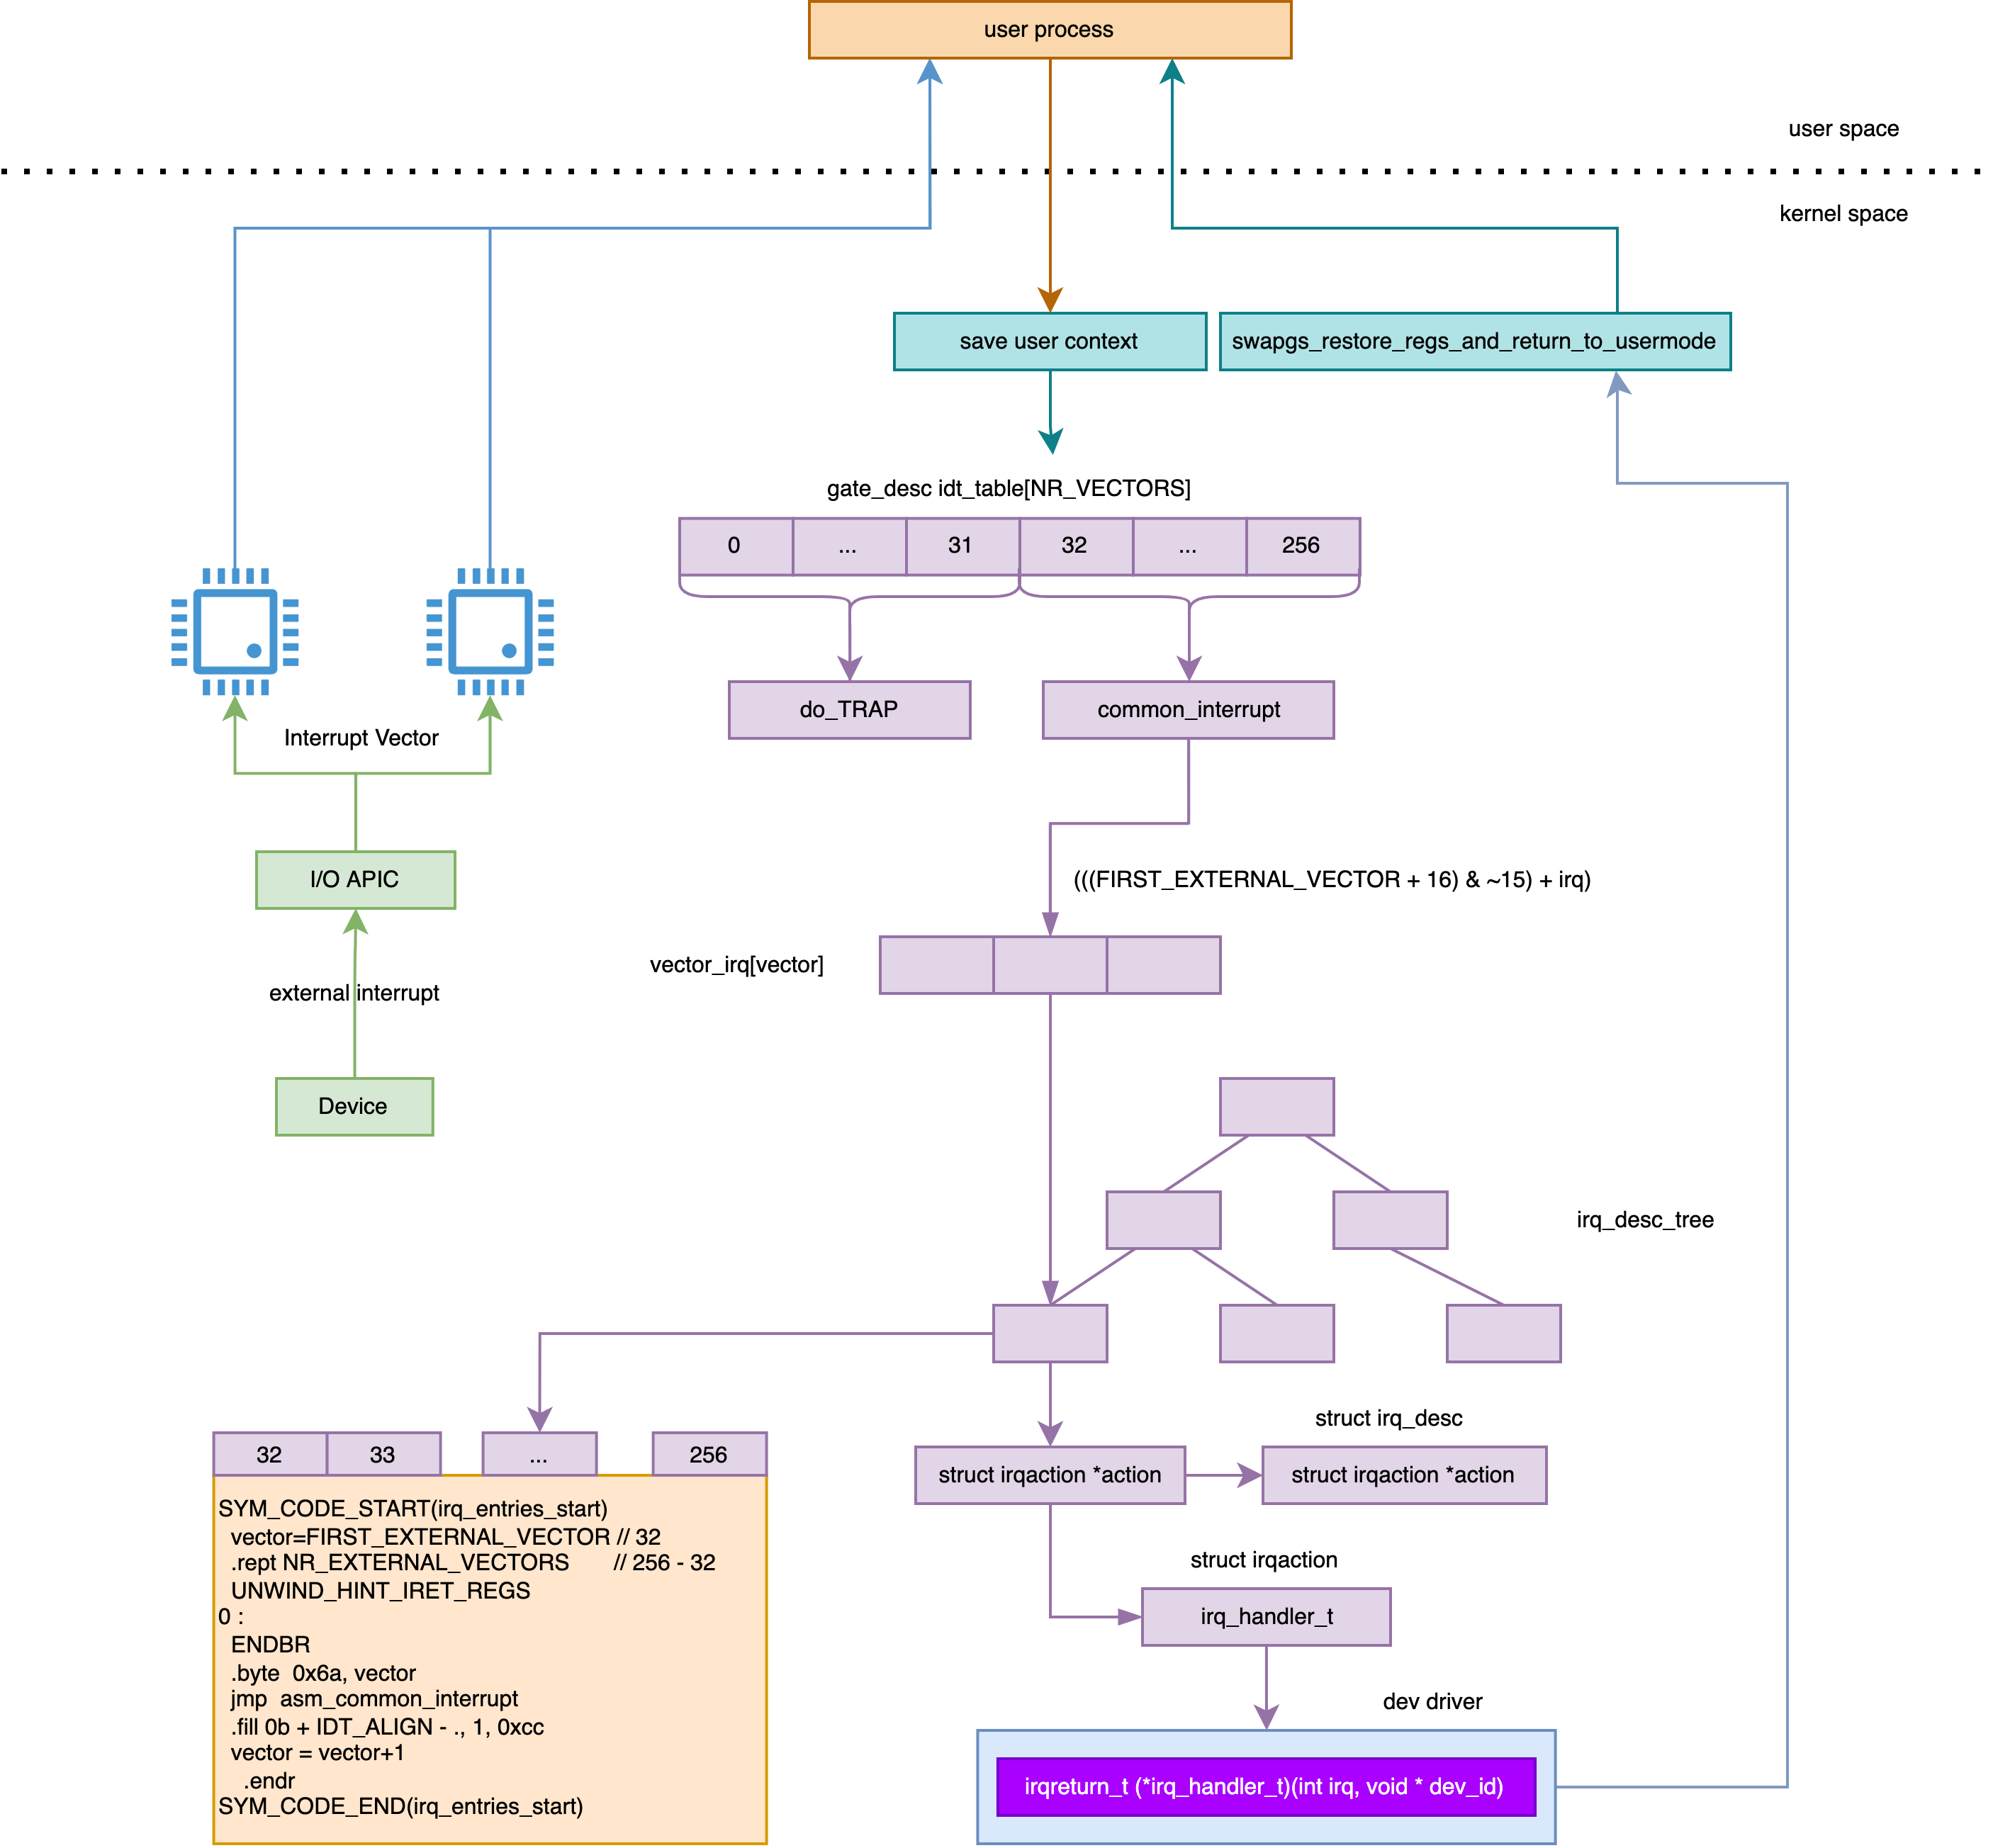 user process
user space
kernel space
save user context
swapgs_restore_regs_and_return_to_usermode
gate_desc idt_table[NR_VECTORS]
0
...
31
32
...
256
do_TRAP
common_interrupt
Interrupt Vector
I/O APIC
(((FIRST_EXTERNAL_VECTOR + 16) & ~15) + irq)
vector_irq[vector]
external interrupt
Device
irq_desc_tree
struct irq_desc
struct irqaction *action
struct irqaction *action
32
33
...
256
SYM_CODE_START(irq_entries_start)
vector=FIRST_EXTERNAL_VECTOR // 32
.rept NR_EXTERNAL_VECTORS // 256 - 32
UNWIND_HINT_IRET_REGS
0 :
ENDBR
.byte 0x6a, vector
jmp asm_common_interrupt
.fill 0b + IDT_ALIGN - ., 1, 0xcc
vector = vector+1
.endr
SYM_CODE_END(irq_entries_start)
struct irqaction
irq_handler_t
dev driver
irqreturn_t (*irq_handler_t)(int irq, void * dev_id)